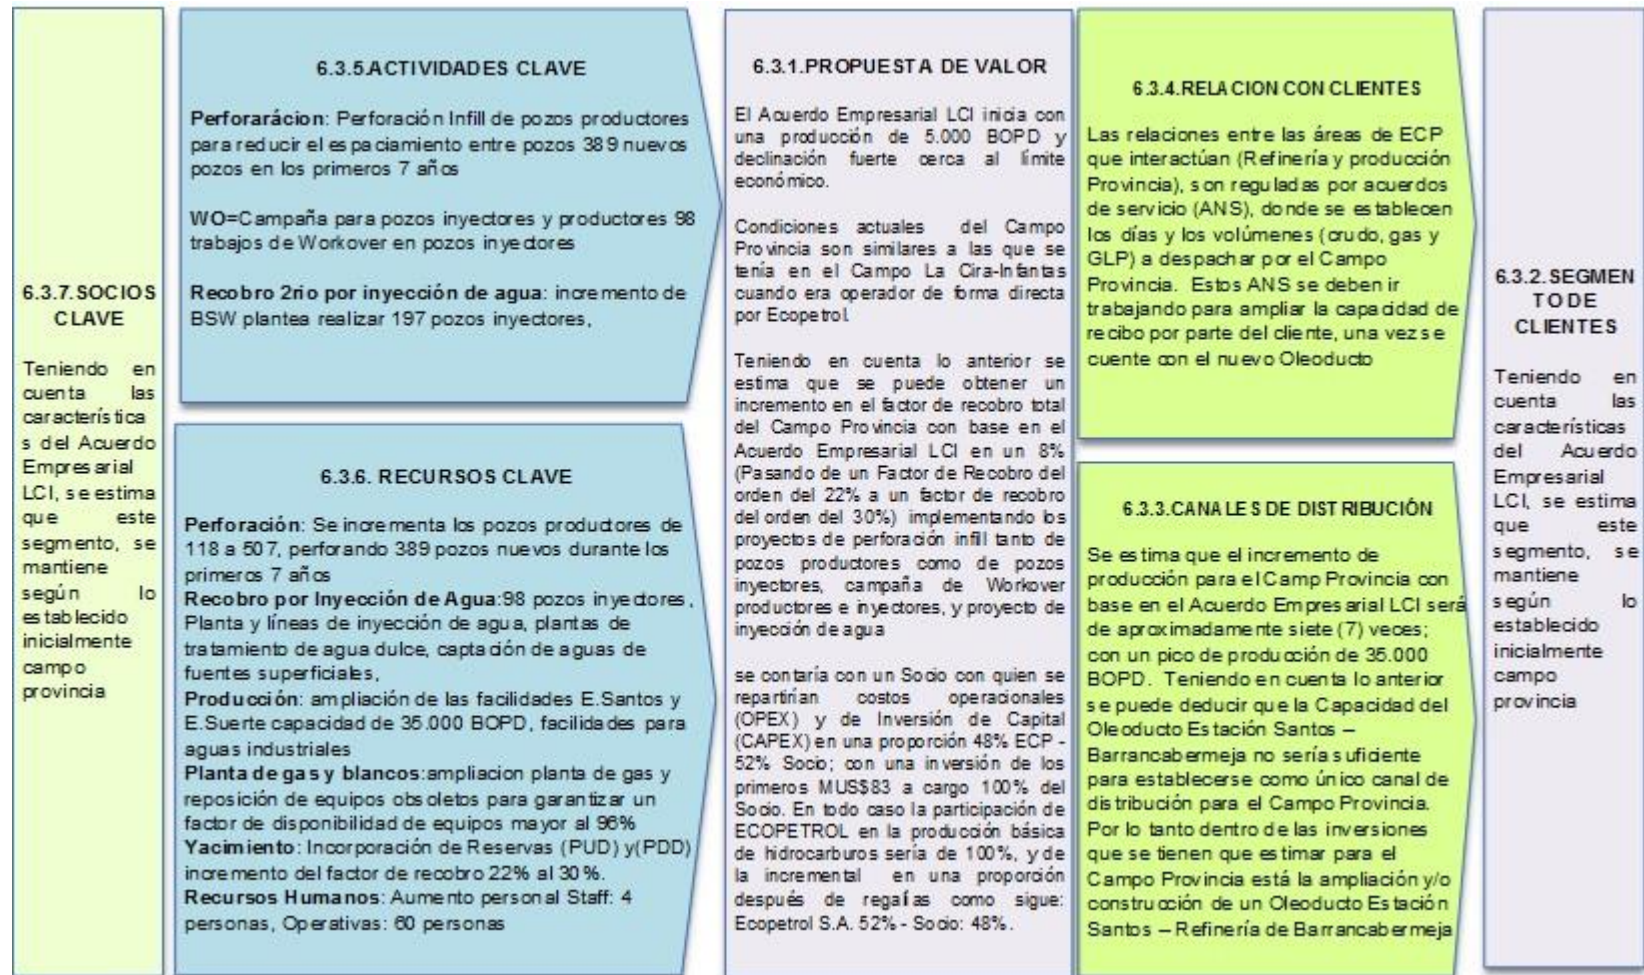 6.3.7.SOCIOS
CLAVE
Teniendo en
cuenta las
característica
s del Acuerdo
Empresarial
LCI, se estima
que este
segmento, se
mantiene
según lo
establecido
inicialmente
campo
provincia
6.3.5.ACTIVIDADES CLAVE
Perforarácion: Perforación Infill de pozos productores
para reducir el espaciamiento entre pozos 389 nuevos
pozos en los primeros 7 años
WO=Campaña para pozos inyectores y productores 98
trabajos de Workover en pozos inyectores
Recobro 2rio por inyección de agua: incremento de
BSW plantea realizar 197 pozos inyectores,
6.3.6. RECURSOS CLAVE
Perforación: Se incrementa los pozos productores de
118 a 507, perforando 389 pozos nuevos durante los
primeros 7 años
Recobro por Inyección de Agua:98 pozos inyectores,
Planta y líneas de inyección de agua, plantas de
tratamiento de agua dulce, captación de aguas de
fuentes superficiales,
Producción: ampliación de las facilidades E.Santos y
E.Suerte capacidad de 35.000 BOPD, facilidades para
aguas industriales
Planta de gas y blancos:ampliacion planta de gas y
reposición de equipos obsoletos para garantizar un
factor de disponibilidad de equipos mayor al 96%
Yacimiento: Incorporación de Reservas (PUD) y(PDD)
incremento del factor de recobro 22% al 30%.
Recursos Humanos: Aumento personal Staff: 4
personas, Operativas: 60 personas
6.3.1.PROPUESTA DE VALOR
El Acuerdo Empresarial LCI inicia con
una producción de 5.000 BOPD y
declinación fuerte cerca al límite
económico.
Condiciones actuales del Campo
Provincia son similares a las que se
tenía en el Campo La Cira-Infantas
cuando era operador de forma directa
por Ecopetrol.
Teniendo en cuenta lo anterior se
estima que se puede obtener un
incremento en el factor de recobro total
del Campo Provincia con base en el
Acuerdo Empresarial LCI en un 8%
(Pasando de un Factor de Recobro del
orden del 22% a un factor de recobro
del orden del 30%) implementando los
proyectos de perforación infill tanto de
pozos productores como de pozos
inyectores, campaña de Workover
productores e inyectores, y proyecto de
inyección de agua
se contaría con un Socio con quien se
repartirían costos operacionales
(OPEX) y de Inversión de Capital
(CAPEX) en una proporción 48% ECP -
52% Socio; con una inversión de los
primeros MUS$83 a cargo 100% del
Socio. En todo caso la participación de
ECOPETROL en la producción básica
de hidrocarburos sería de 100%, y de
la incremental en una proporción
después de regalías como sigue:
Ecopetrol S.A. 52% - Socio: 48%.
6.3.4.RELACION CON CLIENTES
Las relaciones entre las áreas de ECP
que interactúan (Refinería y producción
Provincia), son reguladas por acuerdos
de servicio (ANS), donde se establecen
los días y los volúmenes (crudo, gas y
GLP) a despachar por el Campo
Provincia. Estos ANS se deben ir
trabajando para ampliar la capacidad de
recibo por parte del cliente, una vez se
cuente con el nuevo Oleoducto
6.3.3.CANALES DE DISTRIBUCIÓN
Se estima que el incremento de
producción para el Camp Provincia con
base en el Acuerdo Empresarial LCI será
de aproximadamente siete (7) veces;
con un pico de producción de 35.000
BOPD. Teniendo en cuenta lo anterior
se puede deducir que la Capacidad del
Oleoducto Estación Santos –
Barrancabermeja no sería suficiente
para establecerse como único canal de
distribución para el Campo Provincia.
Por lo tanto dentro de las inversiones
que se tienen que estimar para el
Campo Provincia está la ampliación y/o
construcción de un Oleoducto Estación
Santos – Refinería de Barrancabermeja
6.3.2.SEGMEN
TO DE
CLIENTES
Teniendo en
cuenta las
características
del Acuerdo
Empresarial
LCI, se estima
que este
segmento, se
mantiene
según lo
establecido
inicialmente
campo
provincia